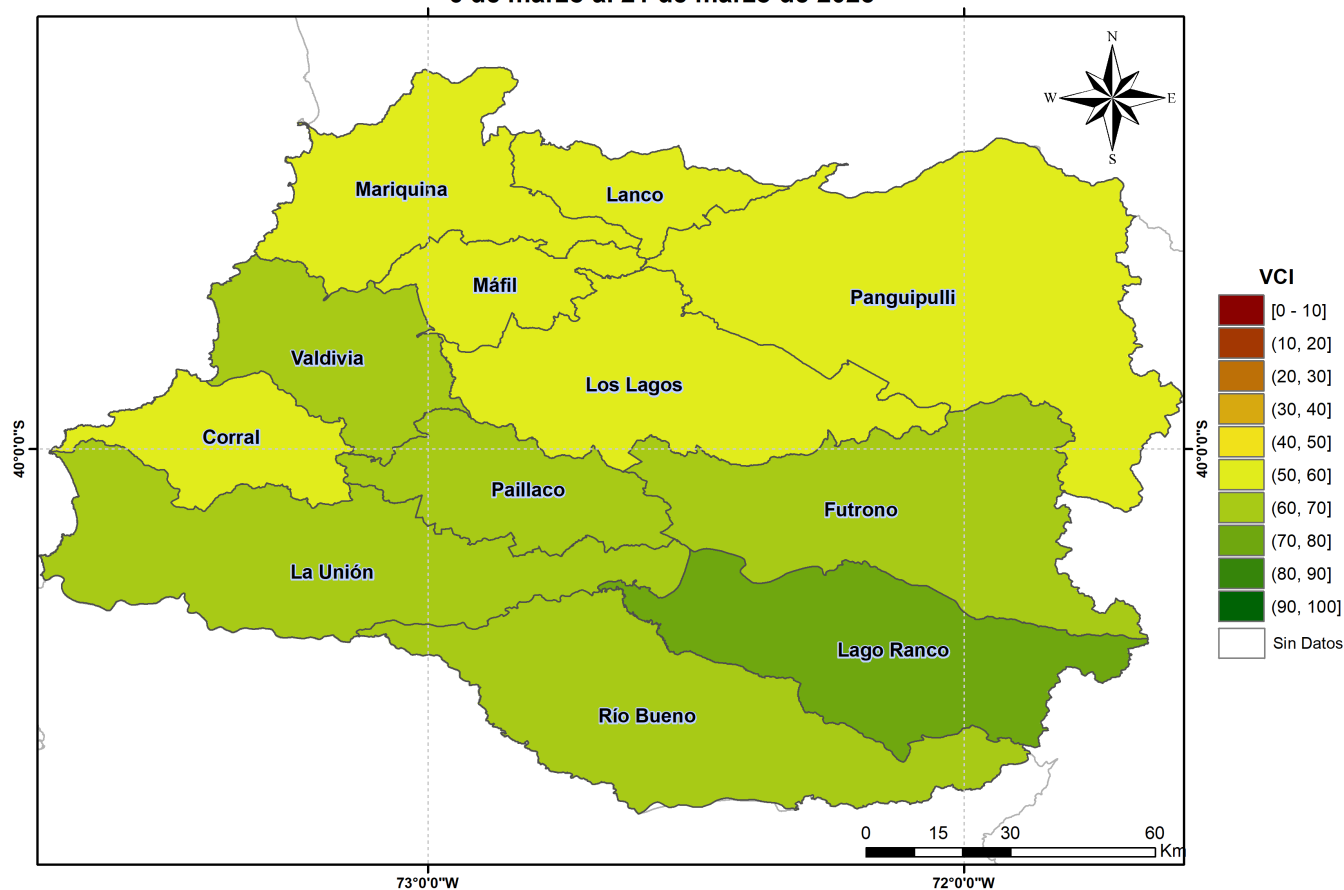 N
W E
S
Mariquina
Lanco
Máfil
Panguipulli
Valdivia
Los Lagos
Corral
Paillaco
Futrono
La Unión
Lago Ranco
Río Bueno
40°0'0"S
40°0'0"S
73°0'0"W
72°0'0"W
VCI
[0 - 10]
(10, 20]
(20, 30]
(30, 40]
(40, 50]
(50, 60]
(60, 70]
(70, 80]
(80, 90]
(90, 100]
Sin Datos
0 15 30 60
Km